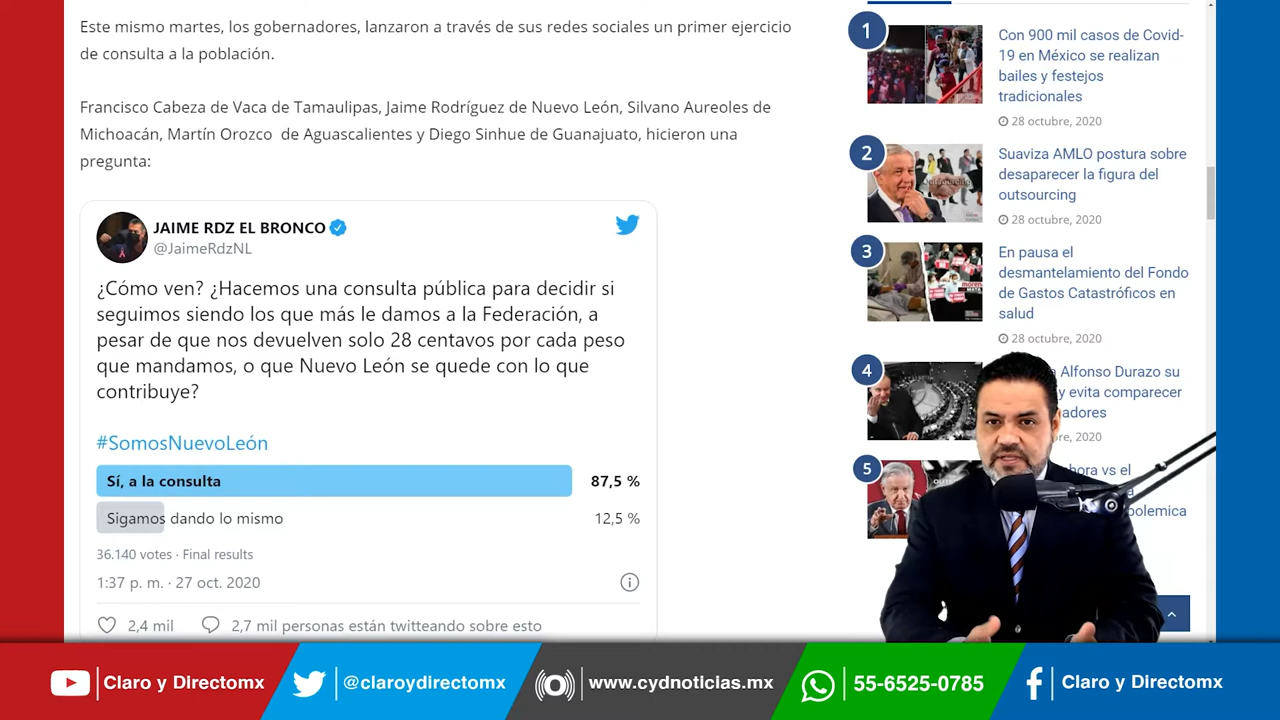 Este mismo martes, los gobernadores, lanzaron a través de sus redes sociales un primer ejercicio
de consulta a la población.
Francisco Cabeza de Vaca de Tamaulipas, Jaime Rodríguez de Nuevo León, Silvano Aureoles de
Michoacán, Martín Orozco de Aguascalientes y Diego Sinhue de Guanajuato, hicieron una
pregunta:
JAIME RDZ EL BRONCO
@JaimeRdzNL
¿Cómo ven? ¿Hacemos una consulta pública para decidir si
seguimos siendo los que más le damos a la Federación, a
pesar de que nos devuelven solo 28 centavos por cada peso
que mandamos, o que Nuevo León se quede con lo que
contribuye?
#SomosNuevoLeón
Sí, a la consulta 87,5 %
Sigamos dando lo mismo 12,5 %
36.140 votes · Final results
1:37 p. m. · 27 oct. 2020
2,4 mil 2,7 mil personas están twitteando sobre esto
1
Con 900 mil casos de Covid-
19 en México se realizan
bailes y festejos
tradicionales
28 octubre, 2020
2
Suaviza AMLO postura sobre
desaparecer la figura del
outsourcing
28 octubre, 2020
3
En pausa el
desmantelamiento del Fondo
de Gastos Catastróficos en
salud
28 octubre, 2020
4
Alfonso Durazo su
y evita comparecer
2020
5
vs el
polemica
Claro y Directomx
@claroydirectomx
www.cydnoticias.mx
55-6525-0785
Claro y Directomx